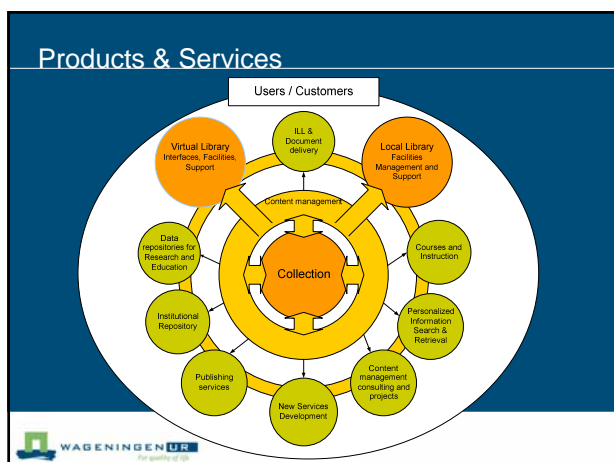 Products & Services
Users / Customers
Virtual Library
Interfaces, Facilities,
Support
ILL &
Document
delivery
Local Library
Facilities
Management and
Support
Content management
Data
repositories for
Research and
Education
Collection
Courses and
Instruction
Institutional
Repository
Personalized
Information
Search &
Retrieval
Publishing
services
New Services
Development
Content
management
consulting and
projects
WAGENINGEN UR
For quality of life